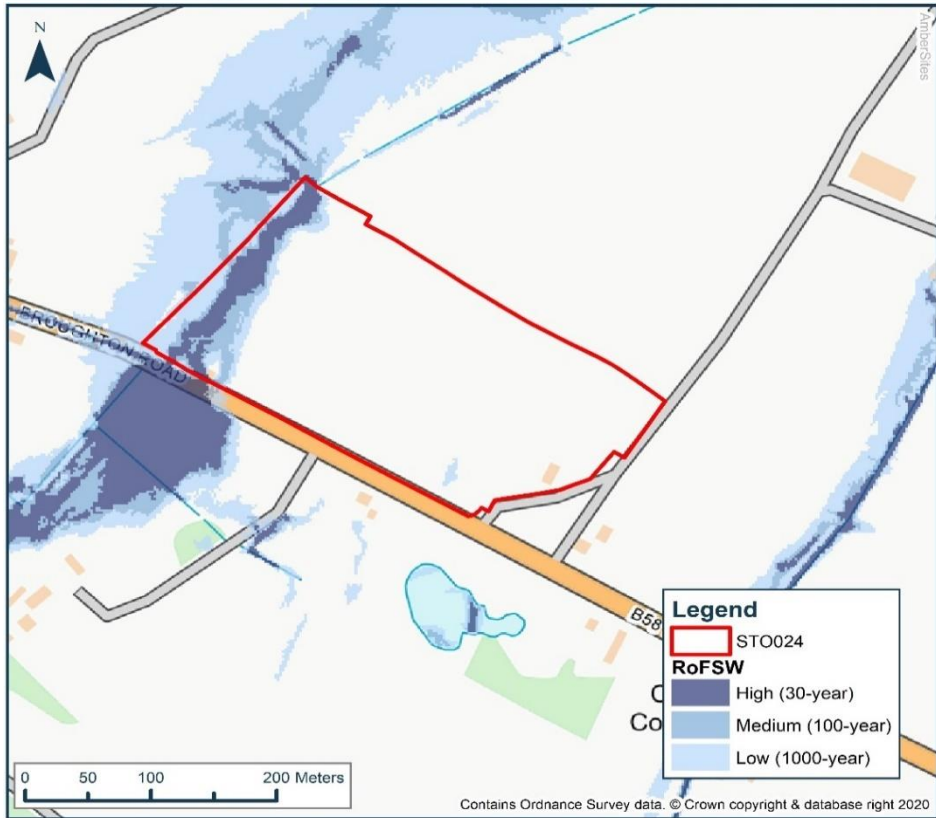 N
AmberSites
BROUGHTON ROAD
B58
Legend
STO024
RoFSW
High (30-year)
Medium (100-year)
Low (1000-year)
C
Co
0 50 100 200 Meters
Contains Ordnance Survey data. © Crown copyright & database right 2020